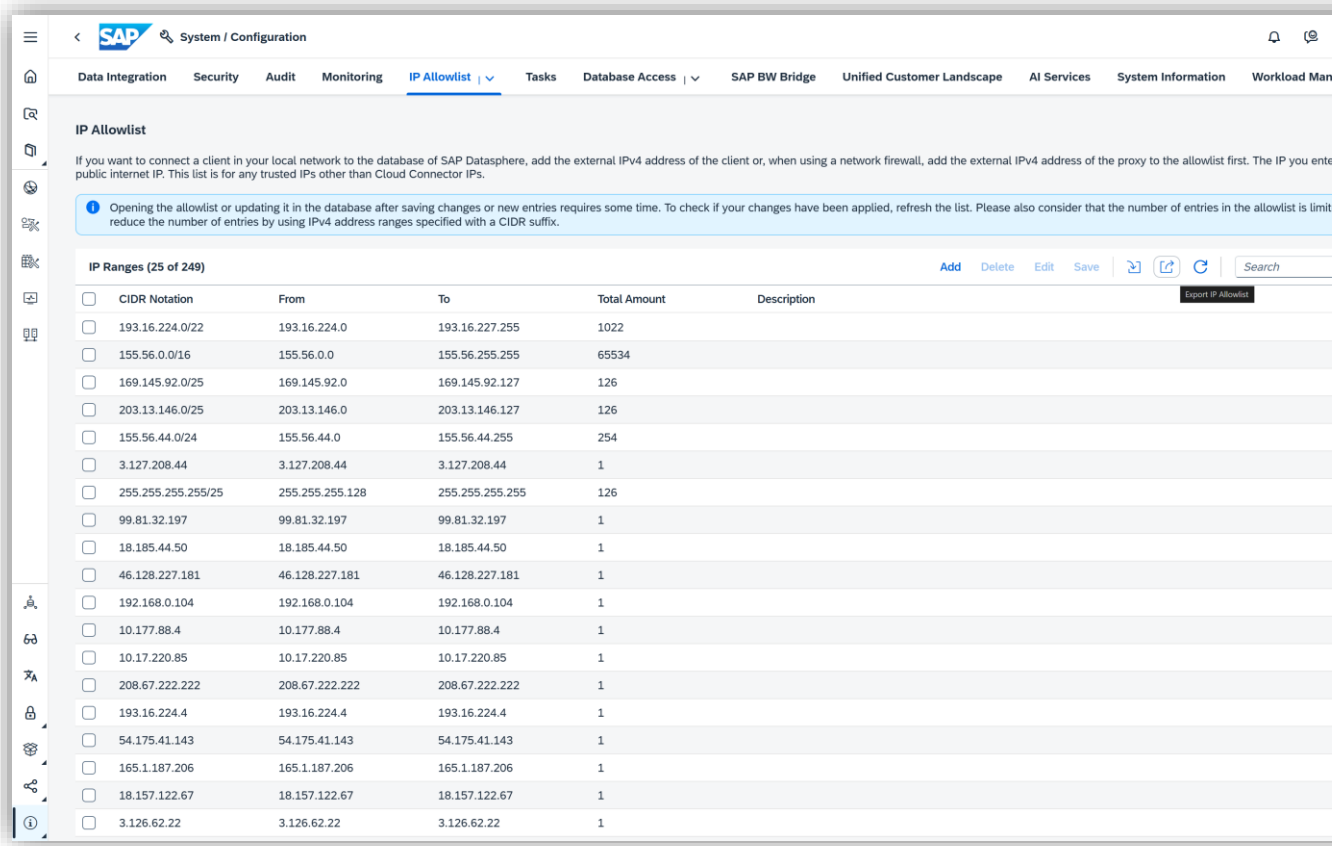 SAP System / Configuration
Data Integration Security Audit Monitoring IP Allowlist Tasks Database Access SAP BW Bridge Unified Customer Landscape AI Services System Information Workload Man
IP Allowlist
If you want to connect a client in your local network to the database of SAP Datasphere, add the external IPv4 address of the client or, when using a network firewall, add the external IPv4 address of the proxy to the allowlist first. The IP you ente
public internet IP. This list is for any trusted IPs other than Cloud Connector IPs.
Opening the allowlist or updating it in the database after saving changes or new entries requires some time. To check if your changes have been applied, refresh the list. Please also consider that the number of entries in the allowlist is limit
reduce the number of entries by using IPv4 address ranges specified with a CIDR suffix.
IP Ranges (25 of 249) Add Delete Edit Save Search
Export IP Allowlist
CIDR Notation From To Total Amount Description
193.16.224.0/22 193.16.224.0 193.16.227.255 1022
155.56.0.0/16 155.56.0.0 155.56.255.255 65534
169.145.92.0/25 169.145.92.0 169.145.92.127 126
203.13.146.0/25 203.13.146.0 203.13.146.127 126
155.56.44.0/24 155.56.44.0 155.56.44.255 254
3.127.208.44 3.127.208.44 3.127.208.44 1
255.255.255.255/25 255.255.255.128 255.255.255.255 126
99.81.32.197 99.81.32.197 99.81.32.197 1
18.185.44.50 18.185.44.50 18.185.44.50 1
46.128.227.181 46.128.227.181 46.128.227.181 1
192.168.0.104 192.168.0.104 192.168.0.104 1
10.177.88.4 10.177.88.4 10.177.88.4 1
10.17.220.85 10.17.220.85 10.17.220.85 1
208.67.222.222 208.67.222.222 208.67.222.222 1
193.16.224.4 193.16.224.4 193.16.224.4 1
54.175.41.143 54.175.41.143 54.175.41.143 1
165.1.187.206 165.1.187.206 165.1.187.206 1
18.157.122.67 18.157.122.67 18.157.122.67 1
3.126.62.22 3.126.62.22 3.126.62.22 1